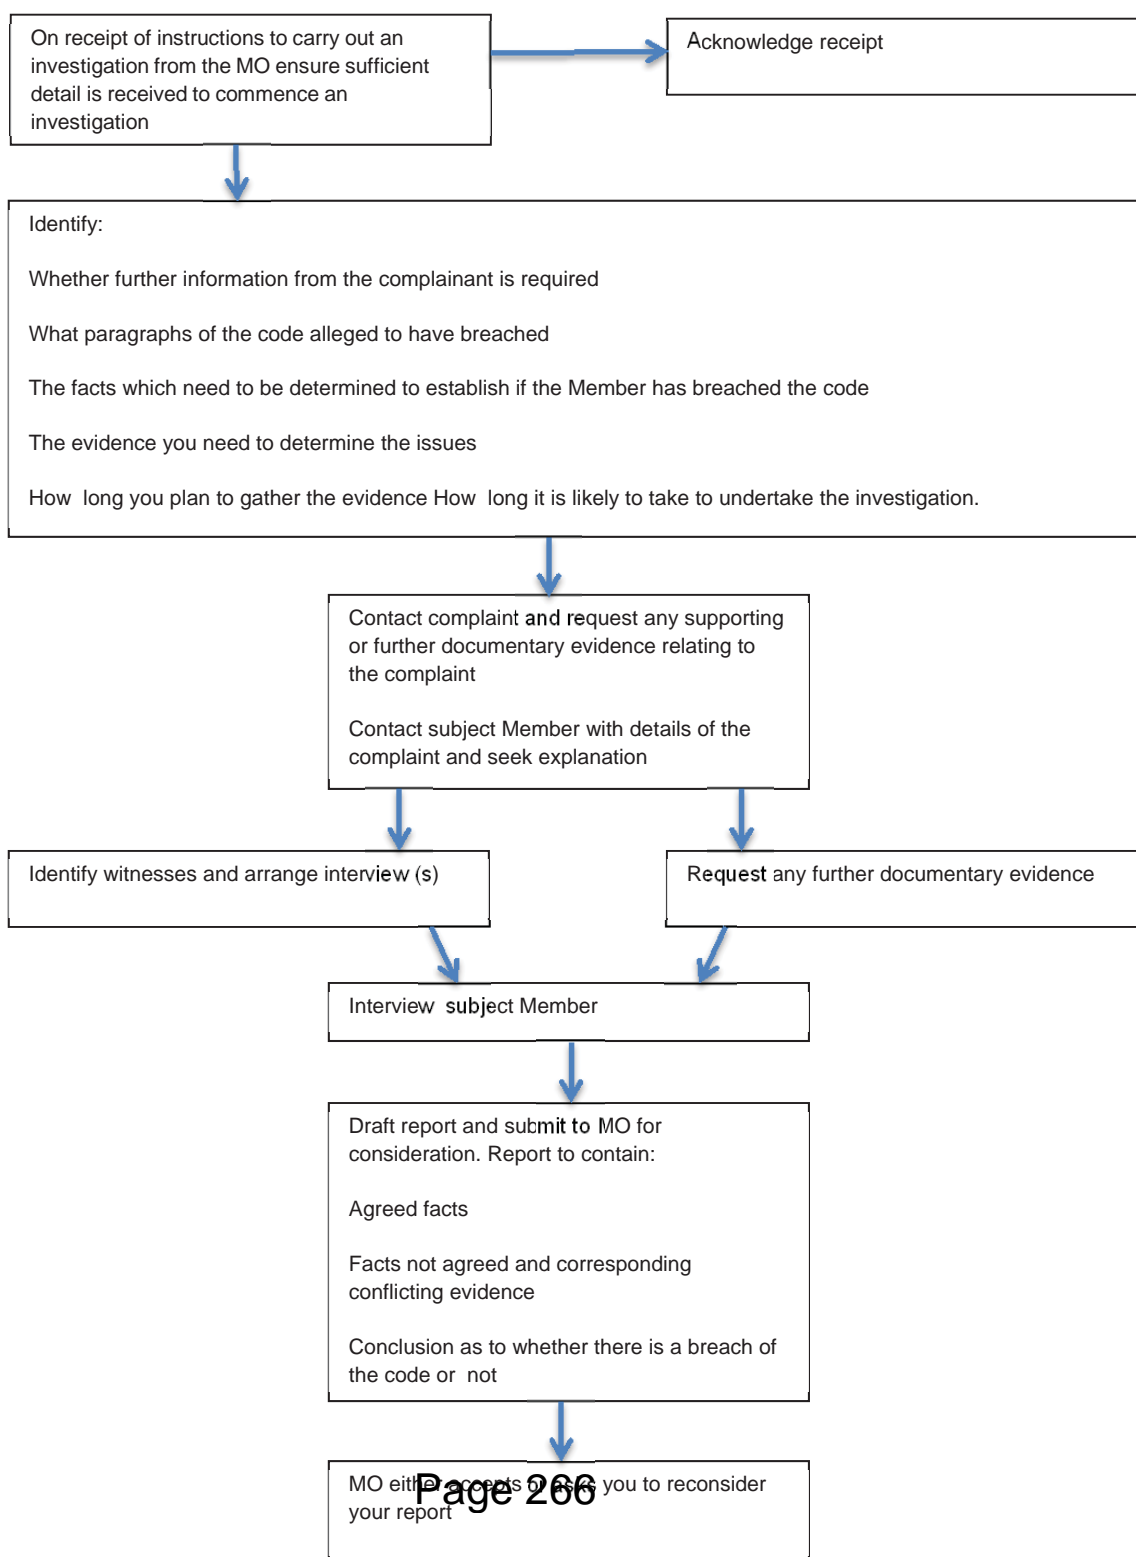 On receipt of instructions to carry out an
investigation from the MO ensure sufficient
detail is received to commence an
investigation
Acknowledge receipt
Identify:
Whether further information from the complainant is required
What paragraphs of the code alleged to have breached
The facts which need to be determined to establish if the Member has breached the code
The evidence you need to determine the issues
How  long you plan to gather the evidence How  long it is likely to take to undertake the investigation.
Contact complaint and request any supporting
or further documentary evidence relating to
the complaint
Contact subject Member with details of the
complaint and seek explanation
Identify witnesses and arrange interview (s)
Request any further documentary evidence
Interview  subject Member
Draft report and submit to MO for
consideration. Report to contain:
Agreed facts
Facts not agreed and corresponding
conflicting evidence
Conclusion as to whether there is a breach of
the code or  not
MO either accepts or asks you to reconsider
your report
Page 266